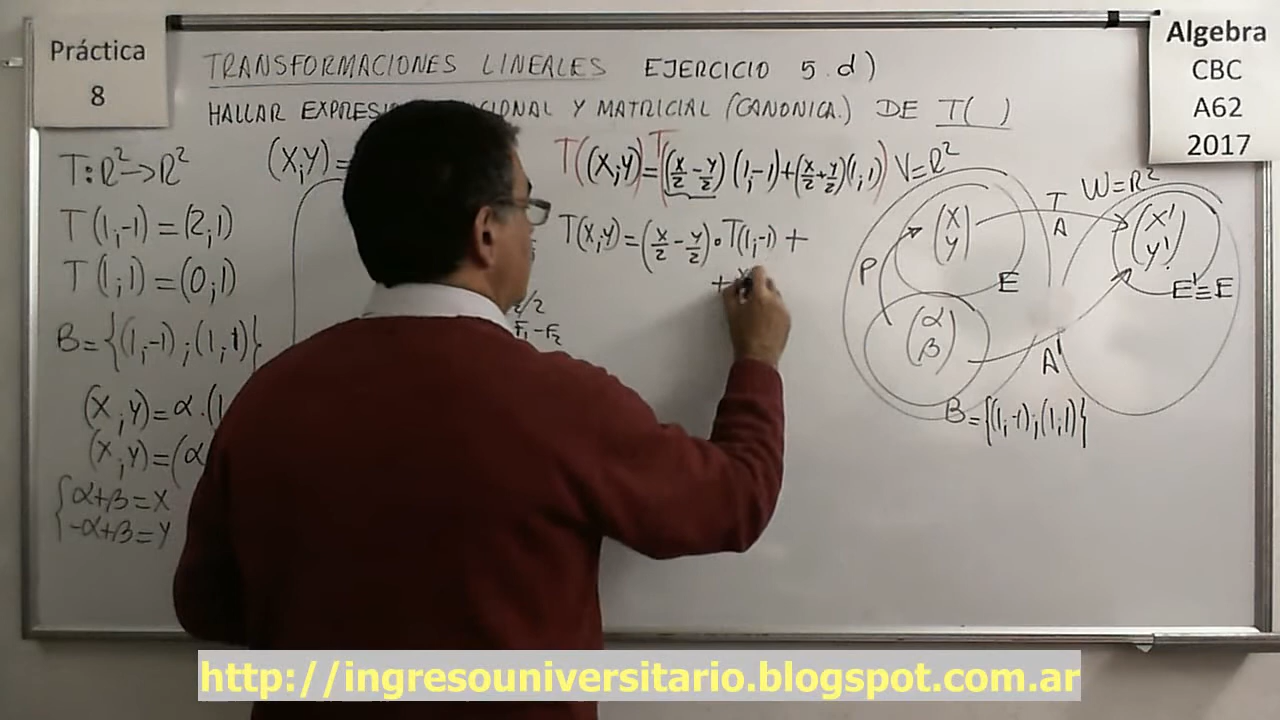 Práctica
8
TRANSFORMACIONES LINEALES EJERCICIO 5.d)
HALLAR Y MATRICIAL (CANONICA.) DE T( )
Algebra
CBC
A62
2017
T:R²→R²
T(1;-1)=(2;1)
T(1;1)=(0;1)
B={(1;-1);(1;1)}
(X;Y)=α.(1
(X;Y)=(α
{α+β=X
-α+β=Y
(X;Y)=
F₁-F₂
T((X;Y))=T((x/2-y/2)(1;-1)+(x/2+y/2)(1;1))
T(X;Y)=(x/2-y/2)•T(1;-1)+
+
V=R²
W=R²
(X
Y)
T
A
(X'
Y')
P
E
E'≡E
(α
β)
A'
B={(1;-1);(1;1)}
http://ingresouniversitario.blogspot.com.ar